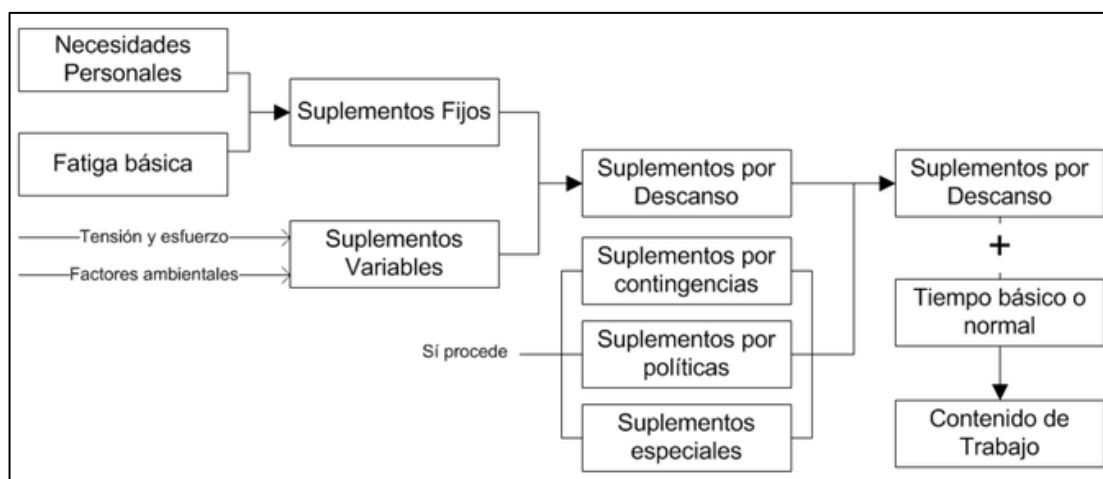 Necesidades
Personales
Fatiga básica
Tensión y esfuerzo
Factores ambientales
Suplementos Fijos
Suplementos
Variables
Sí procede
Suplementos por
Descanso
Suplementos por
contingencias
Suplementos por
políticas
Suplementos
especiales
Suplementos por
Descanso
+
Tiempo básico o
normal
Contenido de
Trabajo